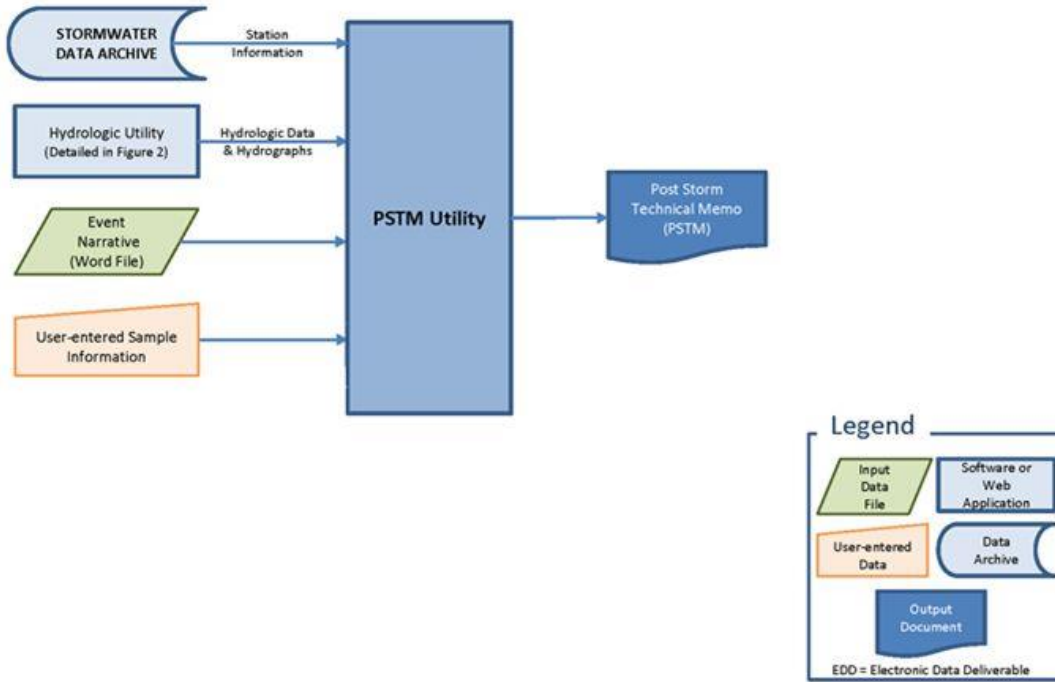 STORMWATER
DATA ARCHIVE
Station
Information
Hydrologic Utility
(Detailed in Figure 2)
Hydrologic Data
& Hydrographs
Event
Narrative
(Word File)
User-entered Sample
Information
PSTM Utility
Post Storm
Technical Memo
(PSTM)
Legend
Input
Data
File
Software or
Web
Application
User-entered
Data
Data
Archive
Output
Document
EDD = Electronic Data Deliverable